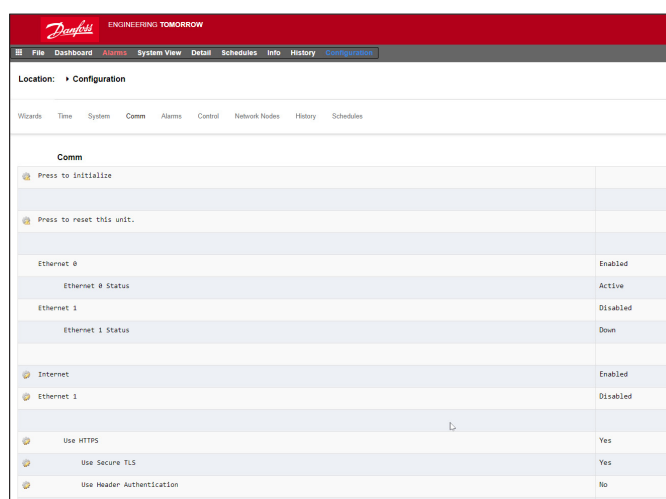 Danfoss ENGINEERING TOMORROW
File Dashboard Alarms System View Detail Schedules Info History Configuration
Location: Configuration
Wizards Time System Comm Alarms Control Network Nodes History Schedules
Comm
Press to initialize
Press to reset this unit.
Ethernet 0 Enabled
Ethernet 0 Status Active
Ethernet 1 Disabled
Ethernet 1 Status Down
Internet Enabled
Ethernet 1 Disabled
Use HTTPS Yes
Use Secure TLS Yes
Use Header Authentication No